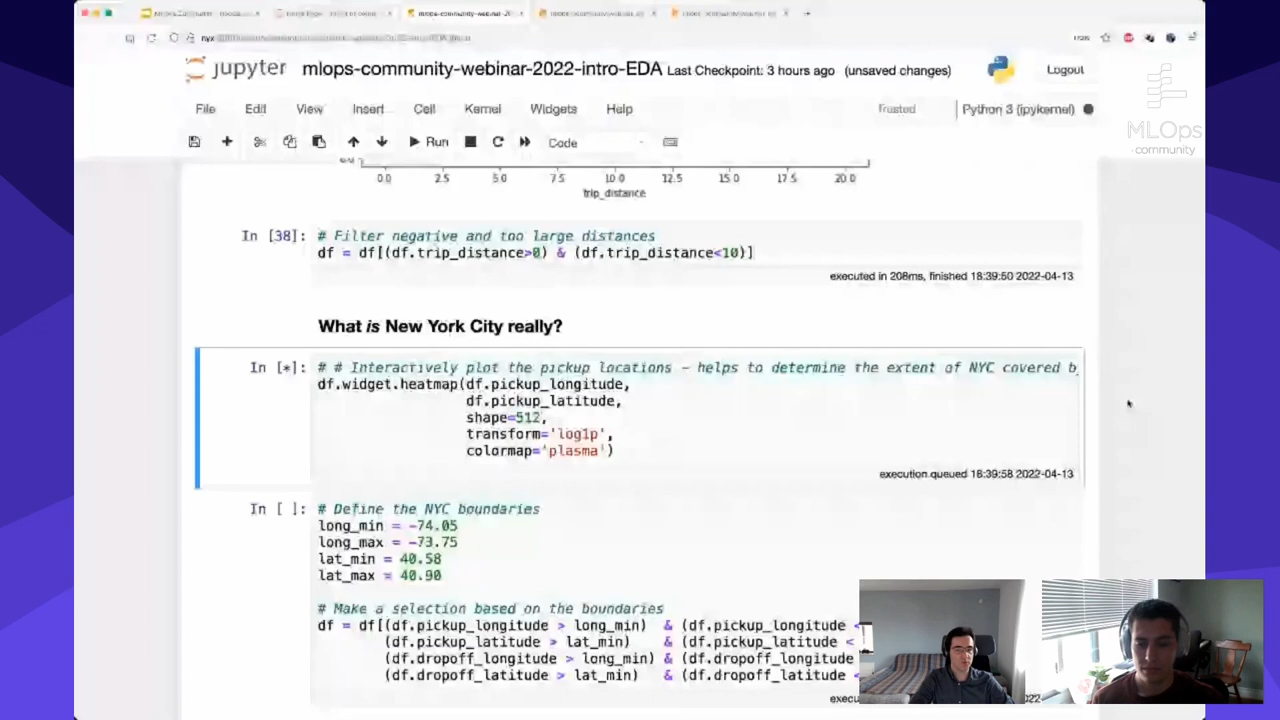 jupyter mlops-community-webinar-2022-intro-EDA Last Checkpoint: 3 hours ago (unsaved changes) Logout
File Edit View Insert Cell Kernel Widgets Help Trusted Python 3 (ipykernel)
MLOps
community
Run Code
0.0 2.5 5.0 7.5 10.0 12.5 15.0 17.5 20.0
trip_distance
In [38]: # Filter negative and too large distances
df = df[(df.trip_distance>0) & (df.trip_distance<10)]
executed in 208ms, finished 18:39:50 2022-04-13
What is New York City really?
In [*]: # # Interactively plot the pickup locations - helps to determine the extent of NYC covered b
df.widget.heatmap(df.pickup_longitude,
df.pickup_latitude,
shape=512,
transform='log1p',
colormap='plasma')
execution queued 18:39:58 2022-04-13
In [ ]: # Define the NYC boundaries
long_min = -74.05
long_max = -73.75
lat_min = 40.58
lat_max = 40.90
# Make a selection based on the boundaries
df = df[(df.pickup_longitude > long_min) & (df.pickup_longitude <
(df.pickup_latitude > lat_min) & (df.pickup_latitude <
(df.dropoff_longitude > long_min) & (df.dropoff_longitude
(df.dropoff_latitude > lat_min) & (df.dropoff_latitude